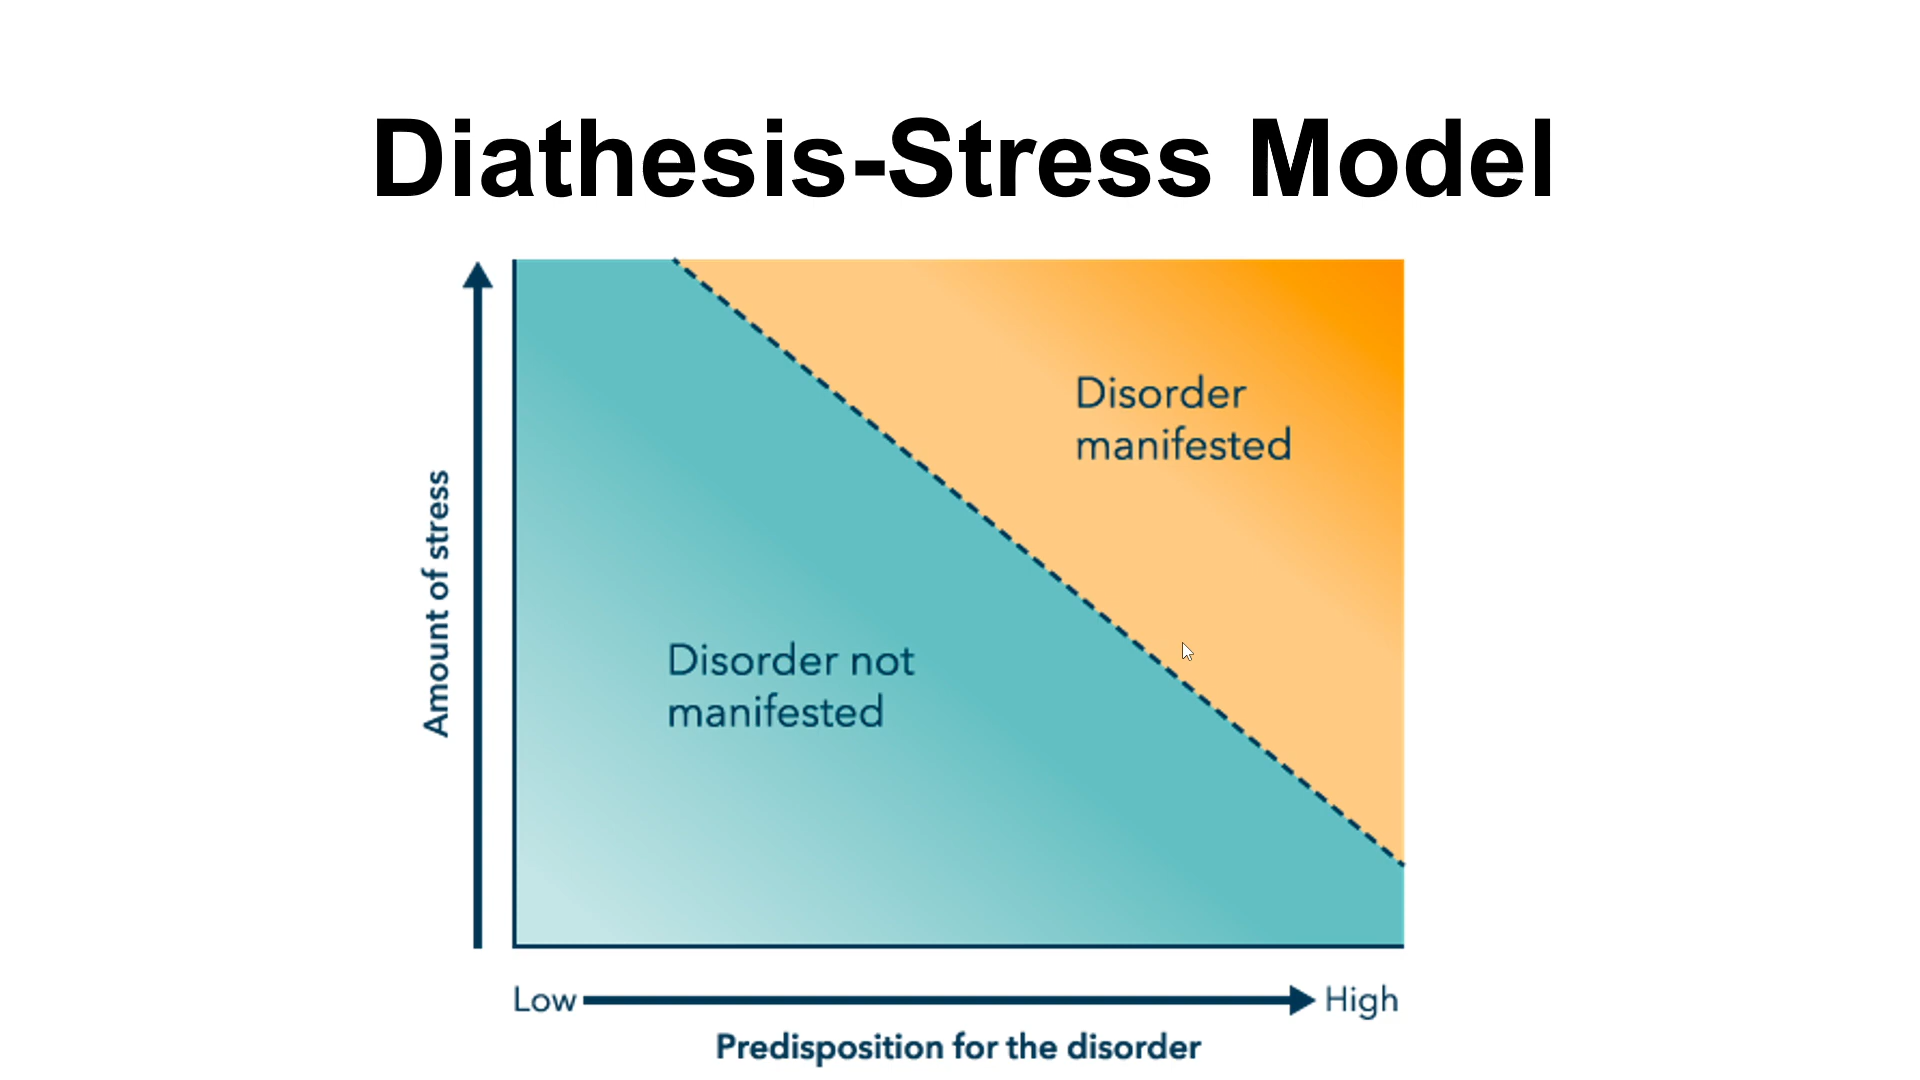 Diathesis-Stress Model
Amount of stress
Disorder
manifested
Disorder not
manifested
Low
High
Predisposition for the disorder